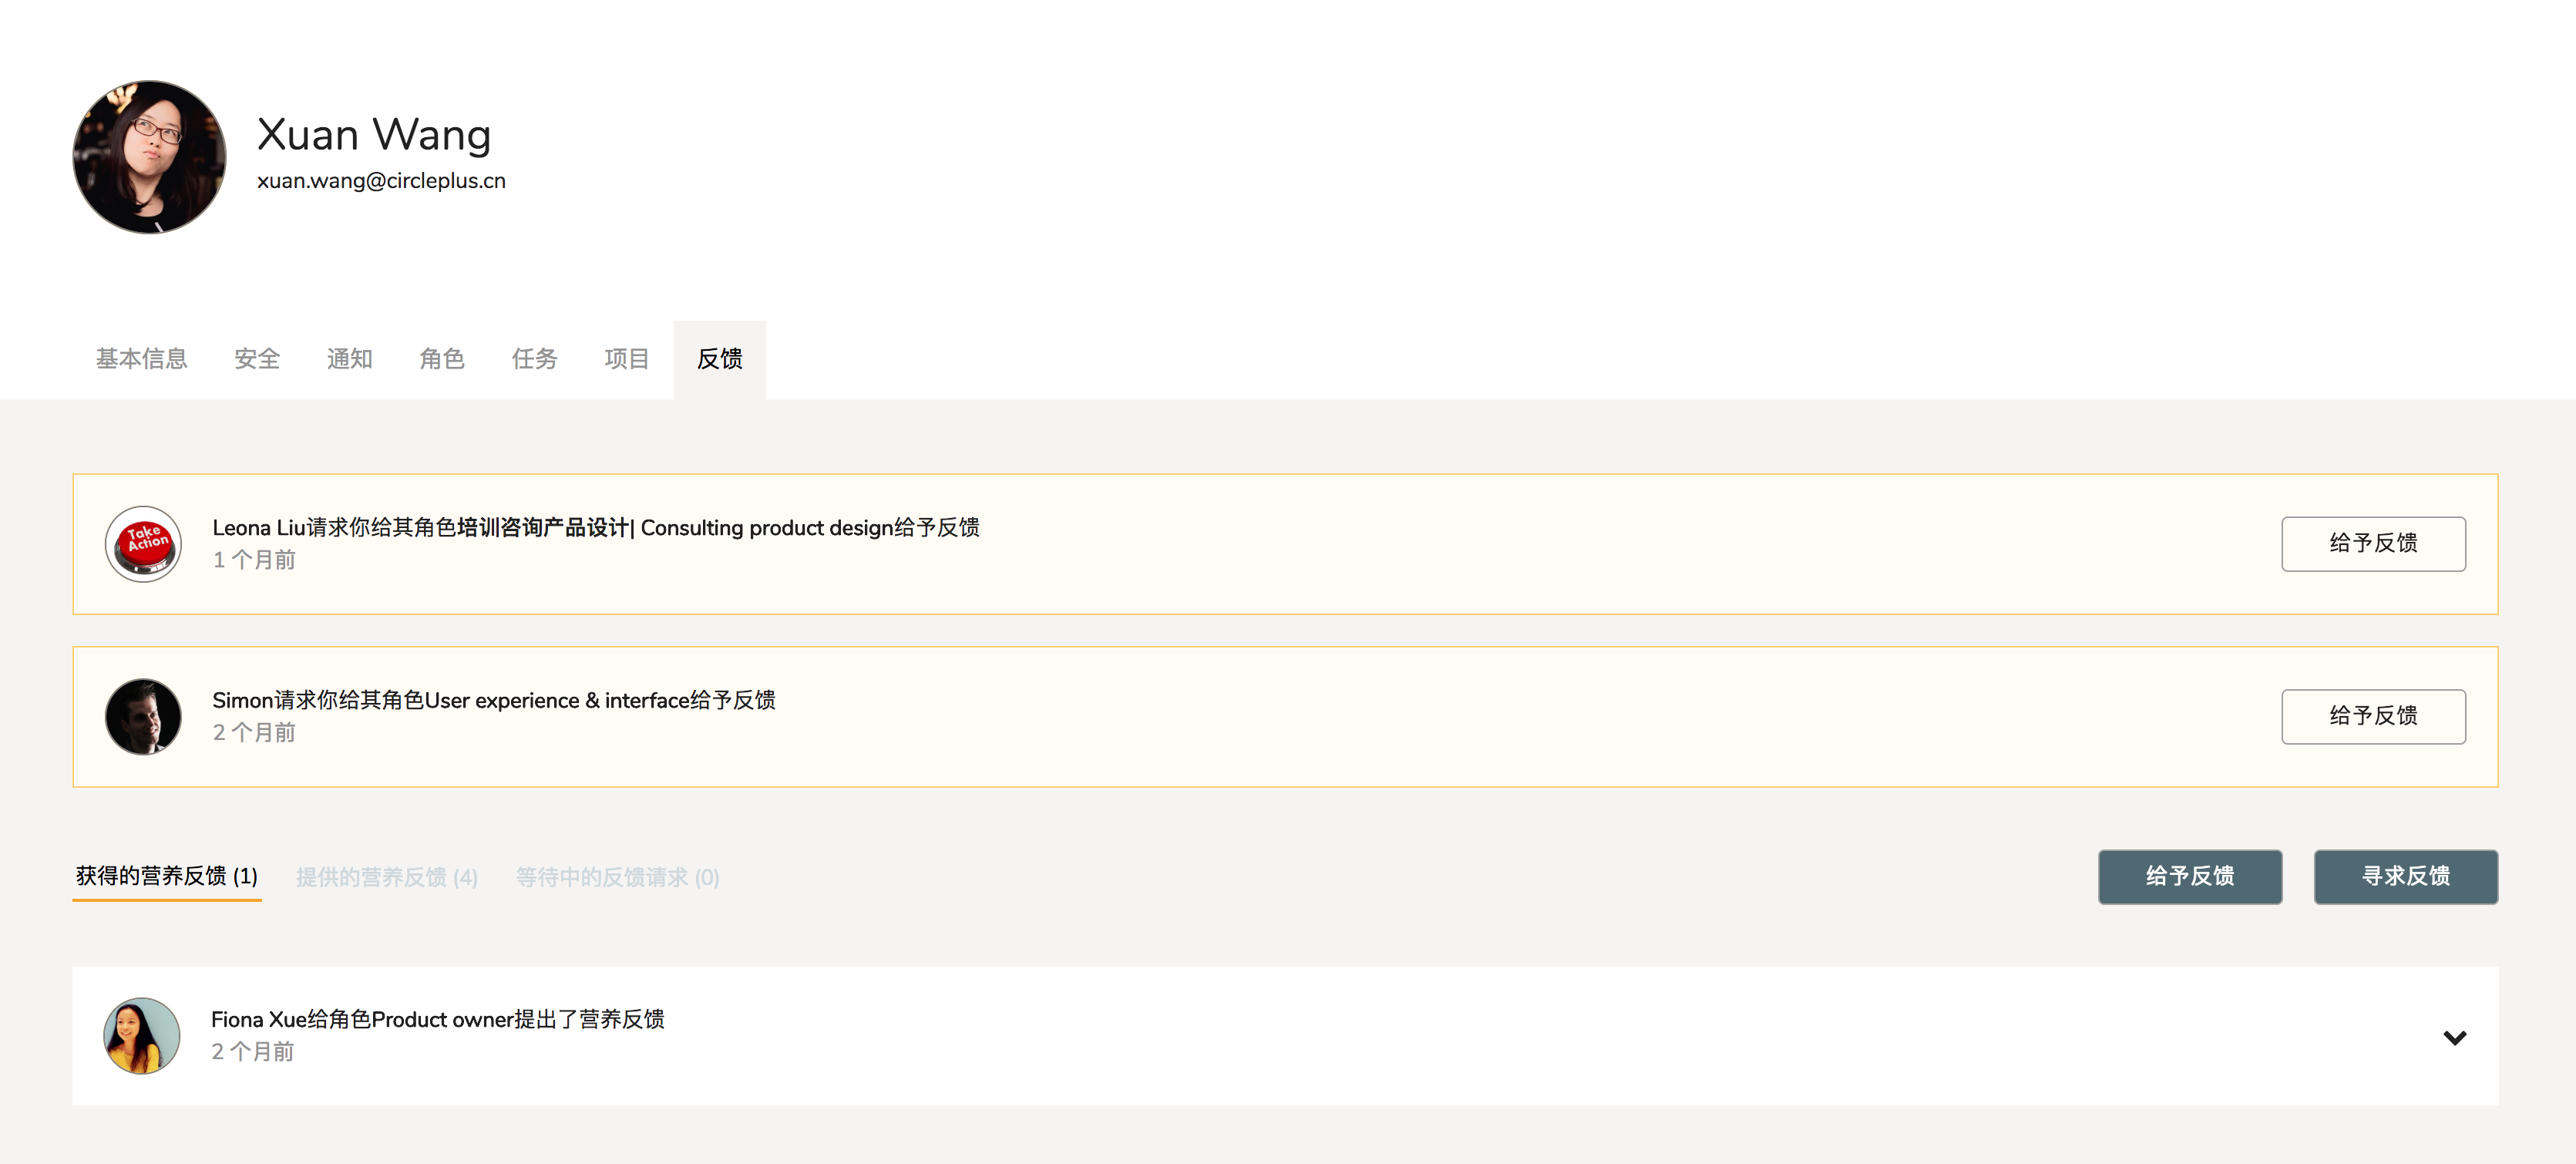 Xuan Wang
xuan.wang@circleplus.cn
基本信息 安全 通知 角色 任务 项目 反馈
Take Action
Leona Liu请求你给其角色培训咨询产品设计| Consulting product design给予反馈
1 个月前
给予反馈
Simon请求你给其角色User experience & interface给予反馈
2 个月前
给予反馈
获得的营养反馈 (1) 提供的营养反馈 (4) 等待中的反馈请求 (0)
给予反馈 寻求反馈
Fiona Xue给角色Product owner提出了营养反馈
2 个月前